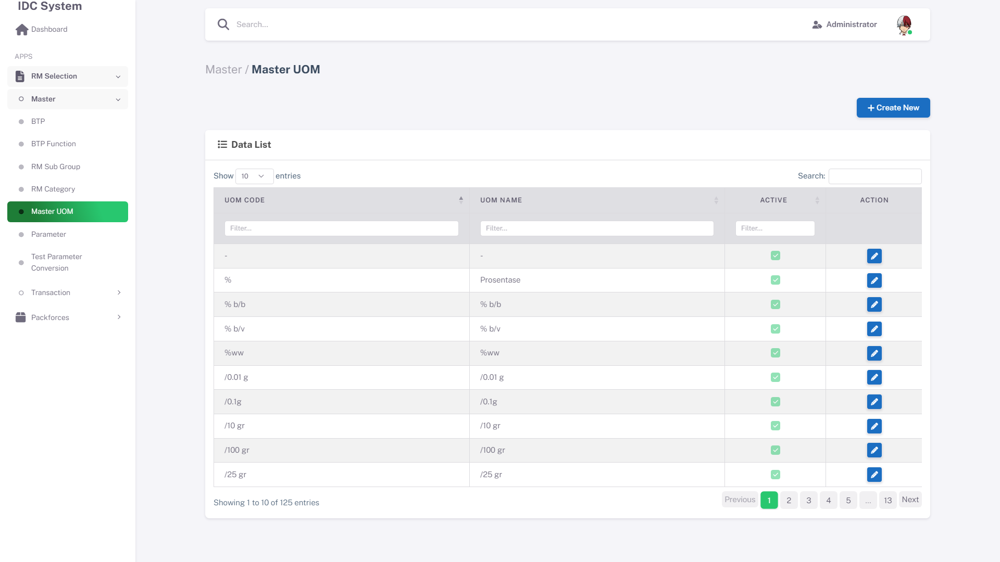 IDC System
Dashboard
APPS
RM Selection
Master
BTP
BTP Function
RM Sub Group
RM Category
Master UOM
Parameter
Test Parameter
Conversion
Transaction
Packforces
Search...
Administrator
Master / Master UOM
Create New
Data List
Show 10 entries
Search:
UOM CODE UOM NAME ACTIVE ACTION
Filter... Filter... Filter...
- -
% Prosentase
% b/b % b/b
% b/v % b/v
%ww %ww
/0.01 g /0.01 g
/0.1g /0.1g
/10 gr /10 gr
/100 gr /100 gr
/25 gr /25 gr
Showing 1 to 10 of 125 entries
Previous 1 2 3 4 5 ... 13 Next